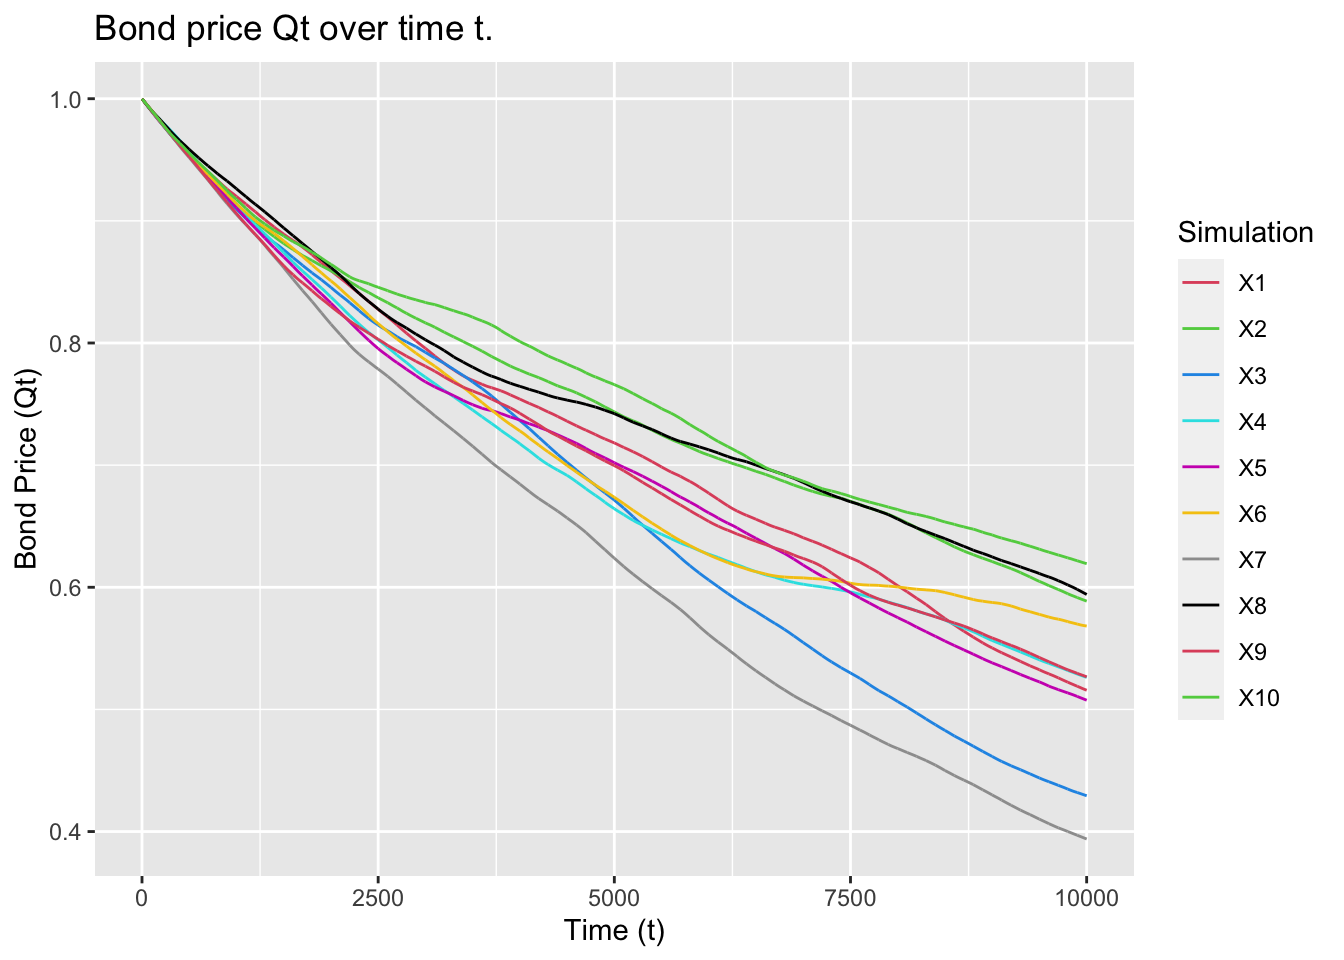 Bond price Qt over time t.
Bond Price (Qt)
1.0
0.8
0.6
0.4
0
2500
5000
7500
10000
Time (t)
Simulation
X1
X2
X3
X4
X5
X6
X7
X8
X9
X10